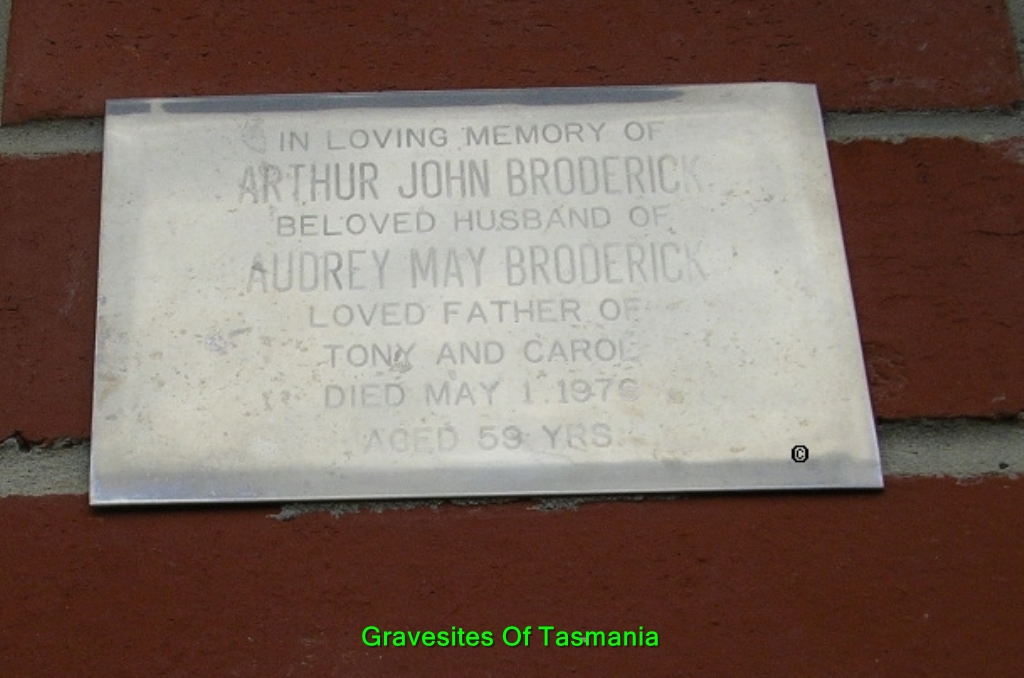 IN LOVING MEMORY OF
ARTHUR JOHN BRODERICK
BELOVED HUSBAND OF
AUDREY MAY BRODERICK
LOVED FATHER OF
TONY AND CAROL
DIED MAY 1. 1976
AGED 59 YRS.
©
Gravesites Of Tasmania